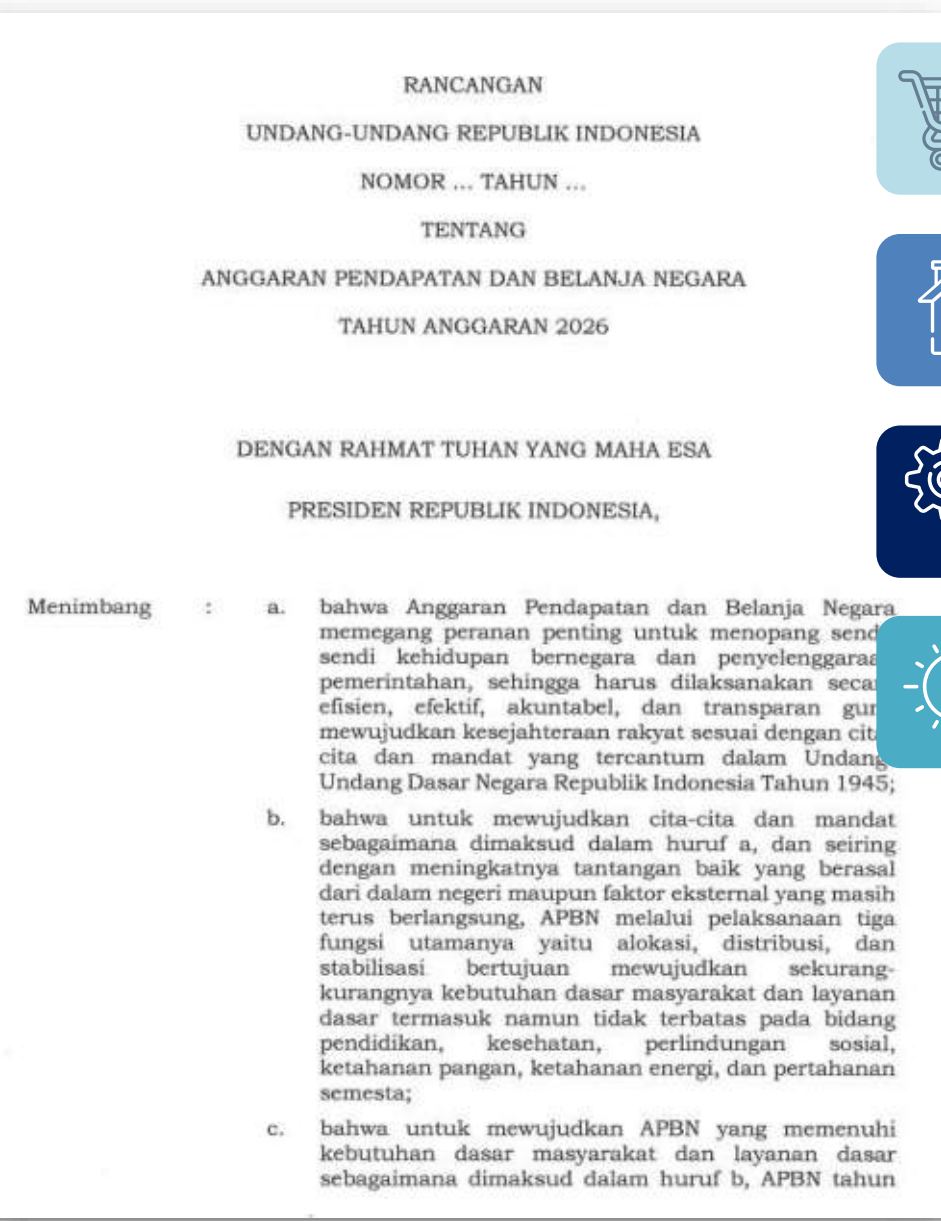 RANCANGAN
UNDANG-UNDANG REPUBLIK INDONESIA
NOMOR ... TAHUN ...
TENTANG
ANGGARAN PENDAPATAN DAN BELANJA NEGARA
TAHUN ANGGARAN 2026
DENGAN RAHMAT TUHAN YANG MAHA ESA
PRESIDEN REPUBLIK INDONESIA,
Menimbang : a. bahwa Anggaran Pendapatan dan Belanja Negara
memegang peranan penting untuk menopang send
sendi kehidupan bernegara dan penyelenggaraa
pemerintahan, sehingga harus dilaksanakan seca
efisien, efektif, akuntabel, dan transparan gun
mewujudkan kesejahteraan rakyat sesuai dengan cit
cita dan mandat yang tercantum dalam Undang
Undang Dasar Negara Republik Indonesia Tahun 1945;
b. bahwa untuk mewujudkan cita-cita dan mandat
sebagaimana dimaksud dalam huruf a, dan seiring
dengan meningkatnya tantangan baik yang berasal
dari dalam negeri maupun faktor eksternal yang masih
terus berlangsung, APBN melalui pelaksanaan tiga
fungsi utamanya yaitu alokasi, distribusi, dan
stabilisasi bertujuan mewujudkan sekurang-
kurangnya kebutuhan dasar masyarakat dan layanan
dasar termasuk namun tidak terbatas pada bidang
pendidikan, kesehatan, perlindungan sosial,
ketahanan pangan, ketahanan energi, dan pertahanan
semesta;
c. bahwa untuk mewujudkan APBN yang memenuhi
kebutuhan dasar masyarakat dan layanan dasar
sebagaimana dimaksud dalam huruf b, APBN tahun